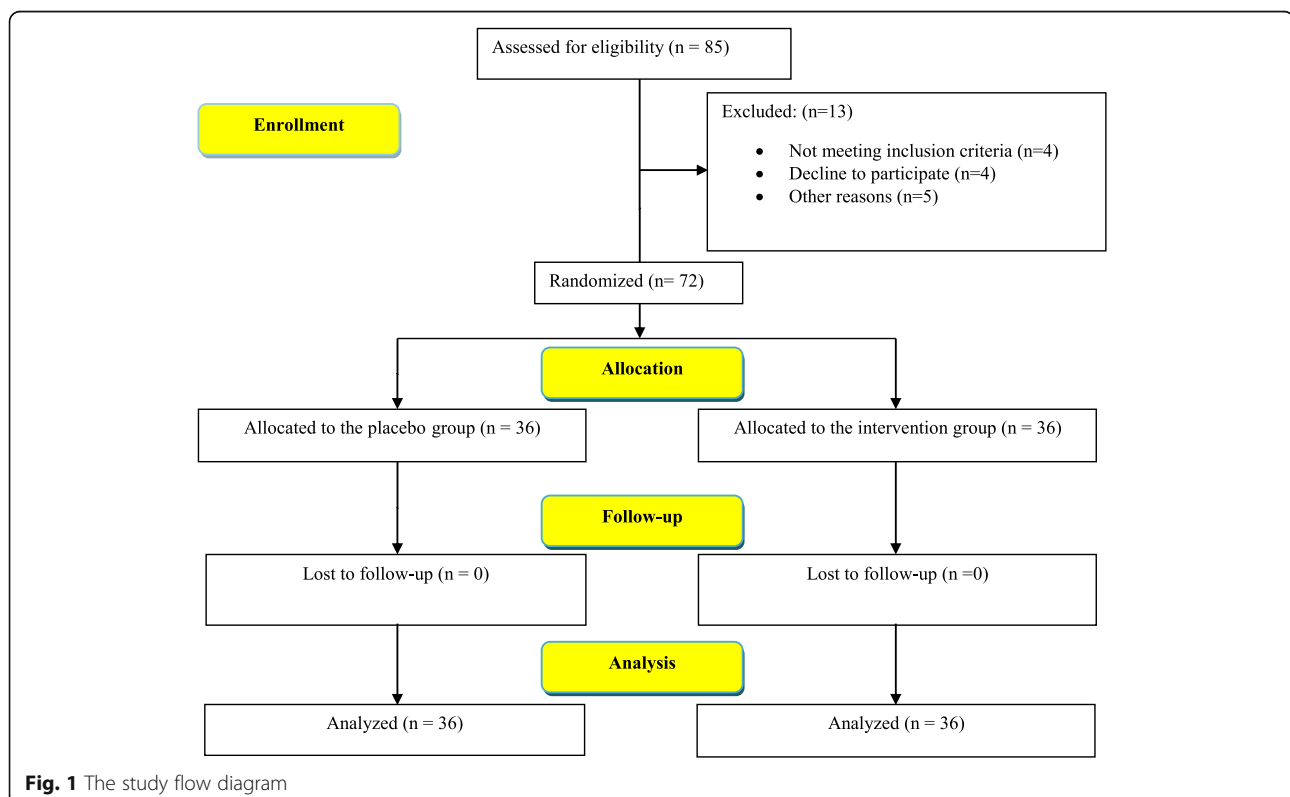 Assessed for eligibility (n = 85)
Enrollment
Excluded: (n=13)
• Not meeting inclusion criteria (n=4)
• Decline to participate (n=4)
• Other reasons (n=5)
Randomized (n= 72)
Allocation
Allocated to the placebo group (n = 36)
Allocated to the intervention group (n = 36)
Follow-up
Lost to follow-up (n = 0)
Lost to follow-up (n =0)
Analysis
Analyzed (n = 36)
Analyzed (n = 36)
Fig. 1 The study flow diagram